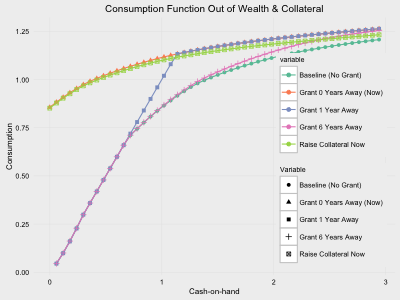 Consumption Function Out of Wealth & Collateral
1.25
1.00
0.75
0.50
0.25
0.00
Consumption
0
1
2
3
Cash-on-hand
variable
Baseline (No Grant)
Grant 0 Years Away (Now)
Grant 1 Year Away
Grant 6 Years Away
Raise Collateral Now
Variable
Baseline (No Grant)
Grant 0 Years Away (Now)
Grant 1 Year Away
Grant 6 Years Away
Raise Collateral Now